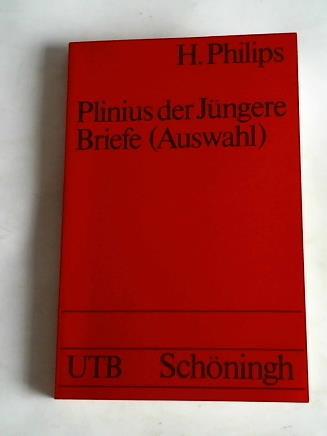 H. Philips
Plinius der Jüngere
Briefe (Auswahl)
UTB Schöningh